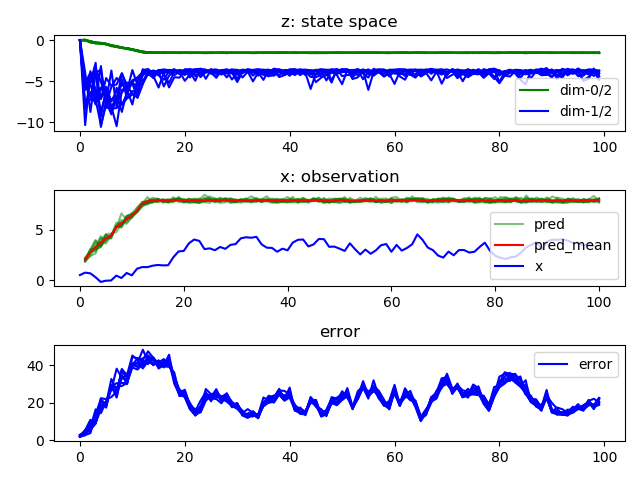 z: state space
0
−5
−10
dim-0/2
dim-1/2
0 20 40 60 80 100
x: observation
5
0
pred
pred_mean
x
0 20 40 60 80 100
error
40
20
0
error
0 20 40 60 80 100